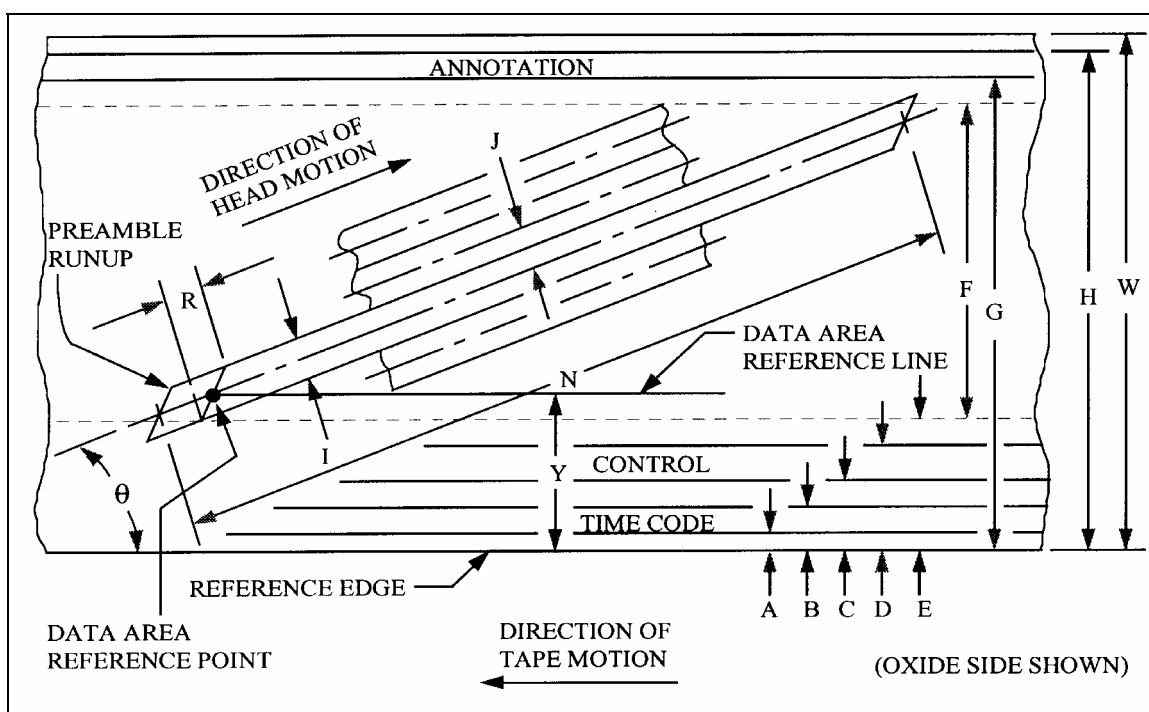 ANNOTATION
DIRECTION OF
HEAD MOTION
J
PREAMBLE
RUNUP
R
F
G
H
W
DATA AREA
REFERENCE LINE
N
I
Y
CONTROL
θ
TIME CODE
REFERENCE EDGE
A
B
C
D
E
DATA AREA
REFERENCE POINT
DIRECTION OF
TAPE MOTION
(OXIDE SIDE SHOWN)